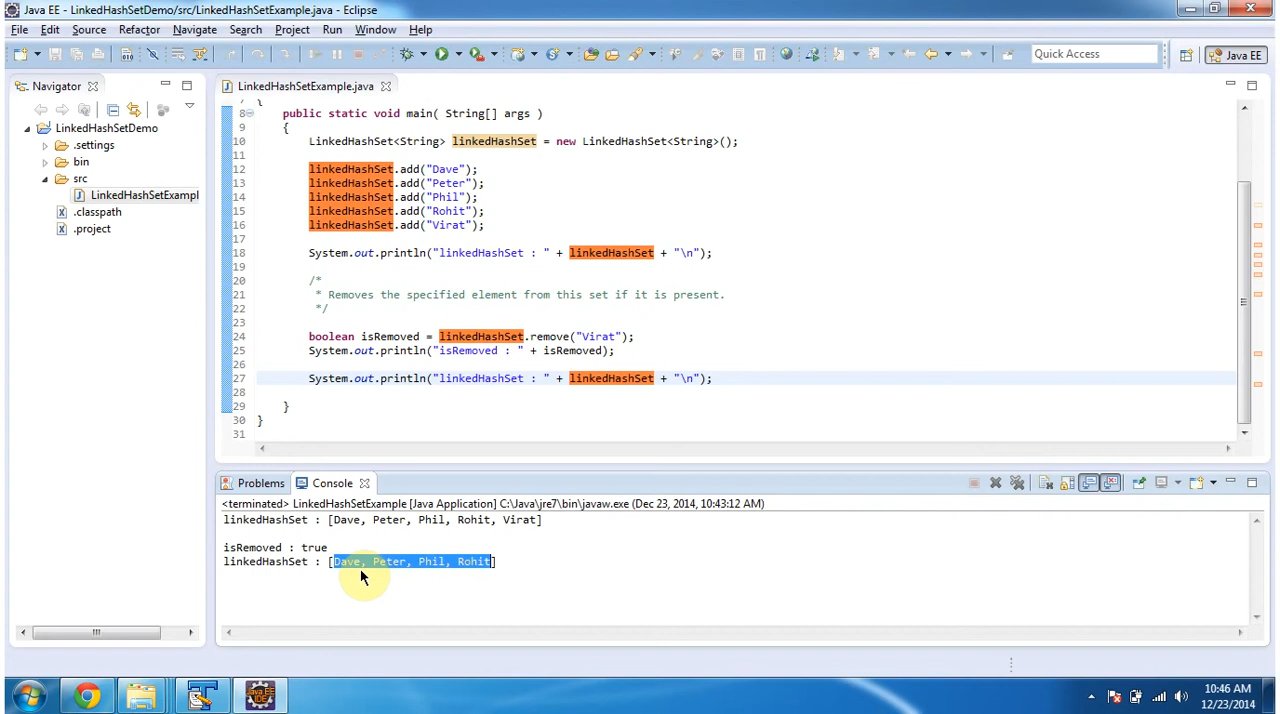 Java EE - LinkedHashSetDemo/src/LinkedHashSetExample.java - Eclipse
File Edit Source Refactor Navigate Search Project Run Window Help
Quick Access
Java EE
Navigator
LinkedHashSetDemo
.settings
bin
src
LinkedHashSetExampl
.classpath
.project
LinkedHashSetExample.java
7 {
8 public static void main( String[] args )
9 {
10 LinkedHashSet<String> linkedHashSet = new LinkedHashSet<String>();
11
12 linkedHashSet.add("Dave");
13 linkedHashSet.add("Peter");
14 linkedHashSet.add("Phil");
15 linkedHashSet.add("Rohit");
16 linkedHashSet.add("Virat");
17
18 System.out.println("linkedHashSet : " + linkedHashSet + "\n");
19
20 /*
21 * Removes the specified element from this set if it is present.
22 */
23
24 boolean isRemoved = linkedHashSet.remove("Virat");
25 System.out.println("isRemoved : " + isRemoved);
26
27 System.out.println("linkedHashSet : " + linkedHashSet + "\n");
28
29 }
30 }
31
Problems Console
<terminated> LinkedHashSetExample [Java Application] C:\Java\jre7\bin\javaw.exe (Dec 23, 2014, 10:43:12 AM)
linkedHashSet : [Dave, Peter, Phil, Rohit, Virat]
isRemoved : true
linkedHashSet : [Dave, Peter, Phil, Rohit]
Java EE
IDE
10:46 AM
12/23/2014